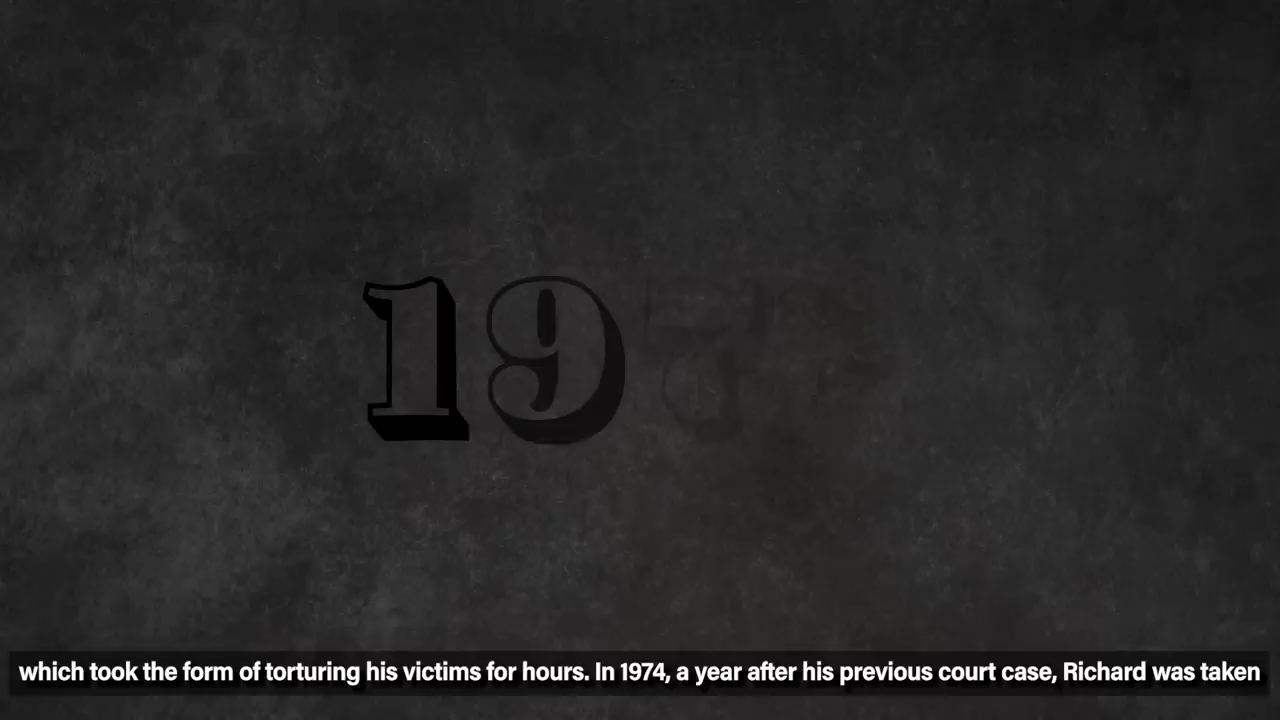 19
which took the form of torturing his victims for hours. In 1974, a year after his previous court case, Richard was taken